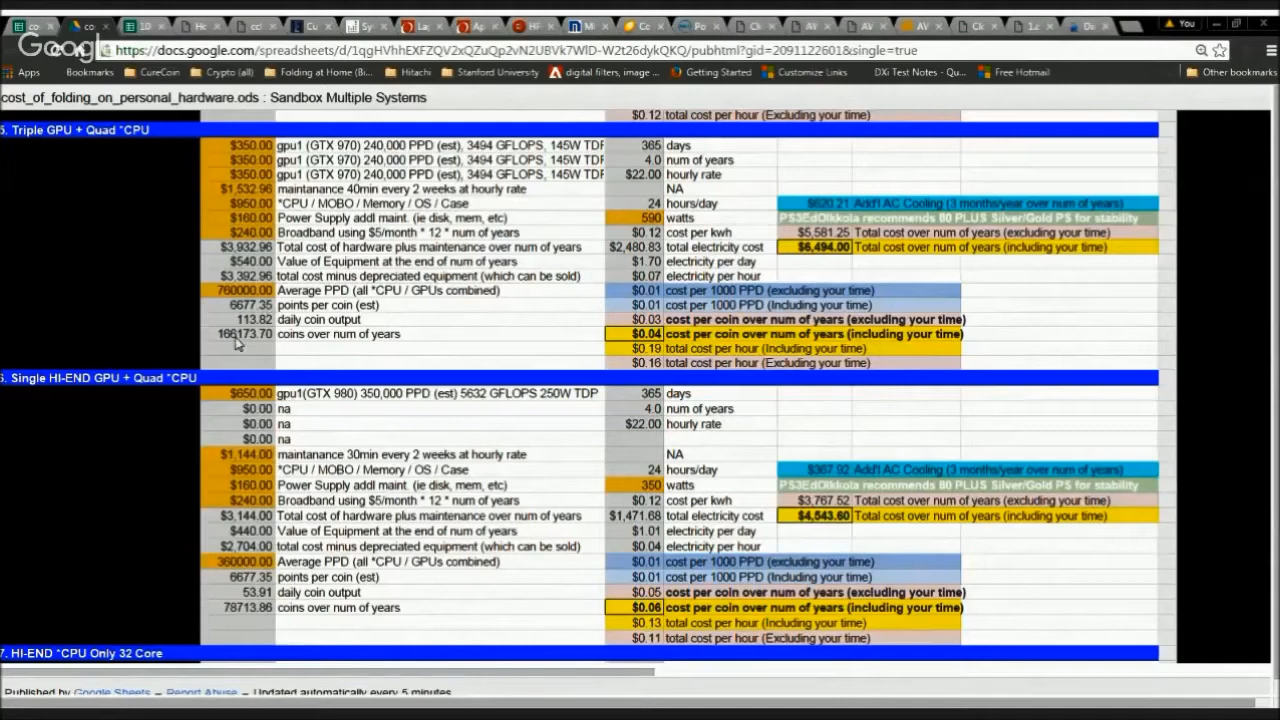 co 10 Ho ccl Cu Sy Lay Ap HF M Co Po Cl AV AV AV Cl 1.c Da You
Google https://docs.google.com/spreadsheets/d/1qgHVhhEXFZQV2xQZuQp2vN2UBVk7WlD-W2t26dykQKQ/pubhtml?gid=2091122601&single=true
Apps Bookmarks CureCoin Crypto (all) Folding at Home (Bi... Hitachi Stanford University digital filters, image ... Getting Started Customize Links DXi Test Notes - Qu... Free Hotmail Other bookmarks
cost_of_folding_on_personal_hardware.ods : Sandbox Multiple Systems
$0.12 total cost per hour (Excluding your time)
5. Triple GPU + Quad *CPU
$350.00 gpu1 (GTX 970) 240,000 PPD (est), 3494 GFLOPS, 145W TDP 365 days
$350.00 gpu1 (GTX 970) 240,000 PPD (est), 3494 GFLOPS, 145W TDP 4.0 num of years
$350.00 gpu1 (GTX 970) 240,000 PPD (est), 3494 GFLOPS, 145W TDP $22.00 hourly rate
$1,532.96 maintanance 40min every 2 weeks at hourly rate NA
$950.00 *CPU / MOBO / Memory / OS / Case 24 hours/day $620.21 Add'l AC Cooling (3 months/year over num of years)
$160.00 Power Supply addl maint. (ie disk, mem, etc) 590 watts PS3EdOlkkola recommends 80 PLUS Silver/Gold PS for stability
$240.00 Broadband using $5/month * 12 * num of years $0.12 cost per kwh $5,581.25 Total cost over num of years (excluding your time)
$3,932.96 Total cost of hardware plus maintenance over num of years $2,480.83 total electricity cost $6,494.00 Total cost over num of years (including your time)
$540.00 Value of Equipment at the end of num of years $1.70 electricity per day
$3,392.96 total cost minus depreciated equipment (which can be sold) $0.07 electricity per hour
760000.00 Average PPD (all *CPU / GPUs combined) $0.01 cost per 1000 PPD (excluding your time)
6677.35 points per coin (est) $0.01 cost per 1000 PPD (Including your time)
113.82 daily coin output $0.03 cost per coin over num of years (excluding your time)
166173.70 coins over num of years $0.04 cost per coin over num of years (including your time)
$0.19 total cost per hour (Including your time)
$0.16 total cost per hour (Excluding your time)
6. Single HI-END GPU + Quad *CPU
$650.00 gpu1(GTX 980) 350,000 PPD (est) 5632 GFLOPS 250W TDP 365 days
$0.00 na 4.0 num of years
$0.00 na $22.00 hourly rate
$0.00 na
$1,144.00 maintanance 30min every 2 weeks at hourly rate NA
$950.00 *CPU / MOBO / Memory / OS / Case 24 hours/day $367.92 Add'l AC Cooling (3 months/year over num of years)
$160.00 Power Supply addl maint. (ie disk, mem, etc) 350 watts PS3EdOlkkola recommends 80 PLUS Silver/Gold PS for stability
$240.00 Broadband using $5/month * 12 * num of years $0.12 cost per kwh $3,767.52 Total cost over num of years (excluding your time)
$3,144.00 Total cost of hardware plus maintenance over num of years $1,471.68 total electricity cost $4,543.60 Total cost over num of years (including your time)
$440.00 Value of Equipment at the end of num of years $1.01 electricity per day
$2,704.00 total cost minus depreciated equipment (which can be sold) $0.04 electricity per hour
360000.00 Average PPD (all *CPU / GPUs combined) $0.01 cost per 1000 PPD (excluding your time)
6677.35 points per coin (est) $0.01 cost per 1000 PPD (Including your time)
53.91 daily coin output $0.05 cost per coin over num of years (excluding your time)
78713.86 coins over num of years $0.06 cost per coin over num of years (including your time)
$0.13 total cost per hour (Including your time)
$0.11 total cost per hour (Excluding your time)
7. HI-END *CPU Only 32 Core
Published by Google Sheets – Report Abuse – Updated automatically every 5 minutes